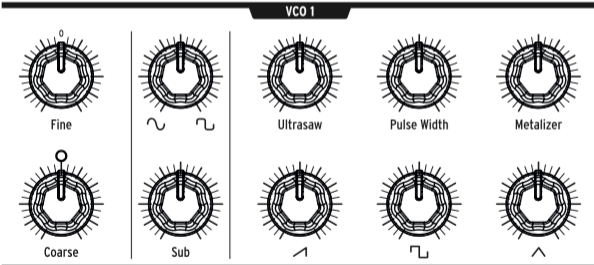 VCO 1
0
Fine
Ultrasaw
Pulse Width
Metalizer
Coarse
Sub